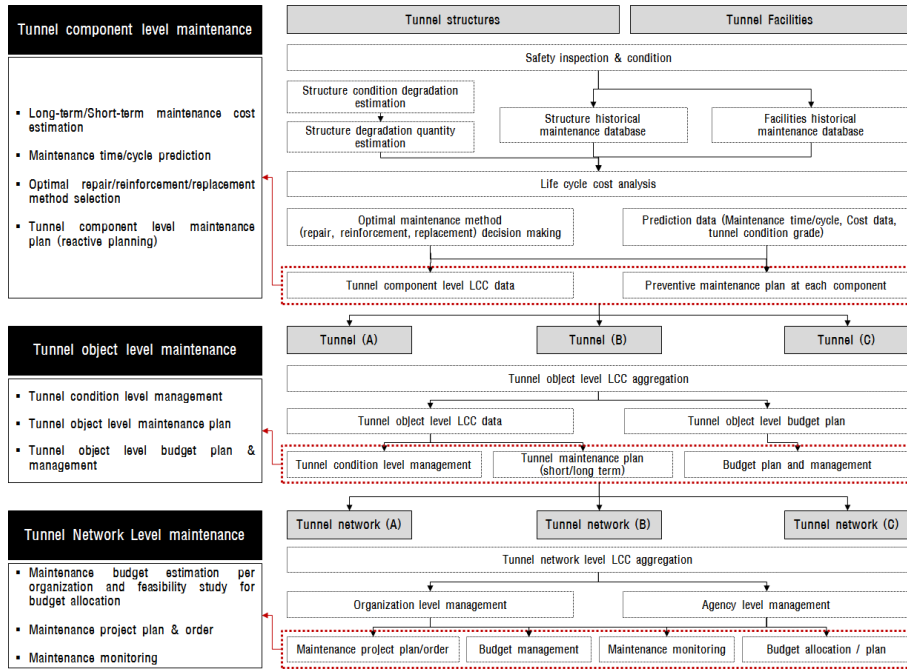 Tunnel component level maintenance
▪ Long-term/Short-term maintenance cost
estimation
▪ Maintenance time/cycle prediction
▪ Optimal repair/reinforcement/replacement
method selection
▪ Tunnel component level maintenance
plan (reactive planning)
Tunnel structures
Tunnel Facilities
Safety inspection & condition
Structure condition degradation
estimation
Structure degradation quantity
estimation
Structure historical
maintenance database
Facilities historical
maintenance database
Life cycle cost analysis
Optimal maintenance method
(repair, reinforcement, replacement) decision making
Prediction data (Maintenance time/cycle, Cost data,
tunnel condition grade)
Tunnel component level LCC data
Preventive maintenance plan at each component
Tunnel object level maintenance
▪ Tunnel condition level management
▪ Tunnel object level maintenance plan
▪ Tunnel object level budget plan &
management
Tunnel (A)
Tunnel (B)
Tunnel (C)
Tunnel object level LCC aggregation
Tunnel object level LCC data
Tunnel object level budget plan
Tunnel condition level management
Tunnel maintenance plan
(short/long term)
Budget plan and management
Tunnel Network Level maintenance
▪ Maintenance budget estimation per
organization and feasibility study for
budget allocation
▪ Maintenance project plan & order
▪ Maintenance monitoring
Tunnel network (A)
Tunnel network (B)
Tunnel network (C)
Tunnel network level LCC aggregation
Organization level management
Agency level management
Maintenance project plan/order
Budget management
Maintenance monitoring
Budget allocation / plan